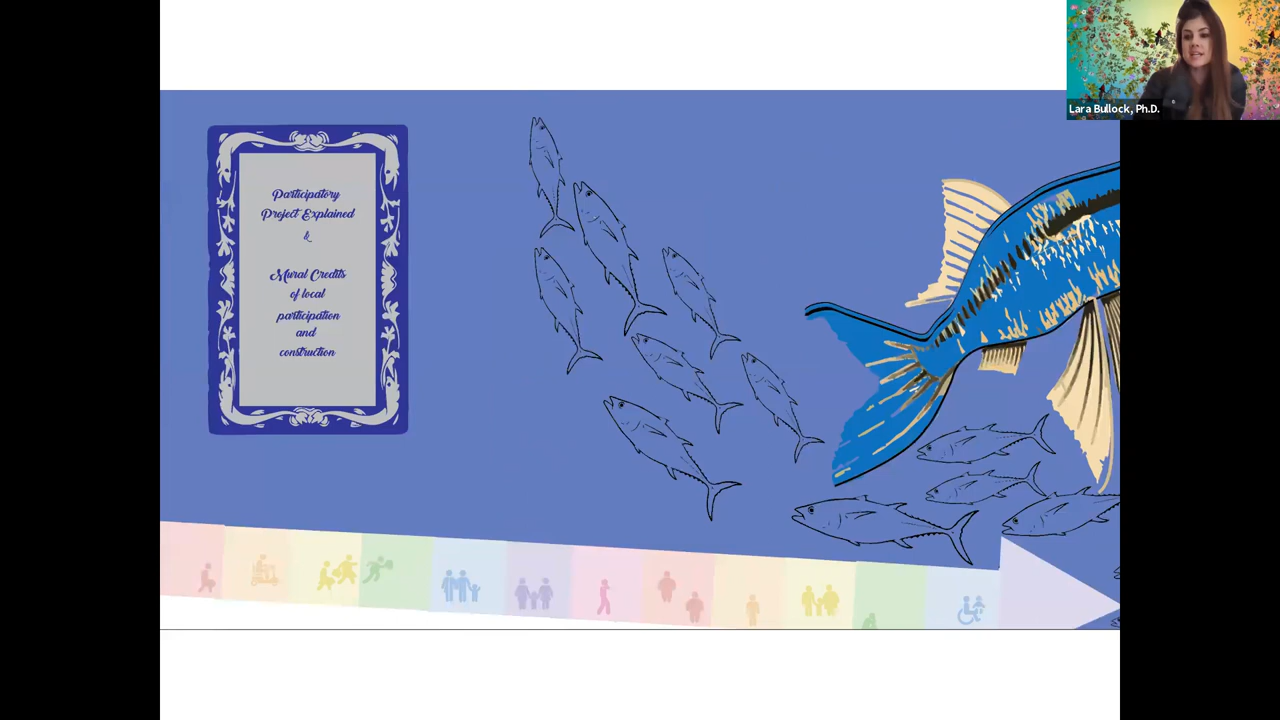 Lara Bullock, Ph.D.
Participatory
Project Explained
&
Mural Credits
of local
participation
and
construction